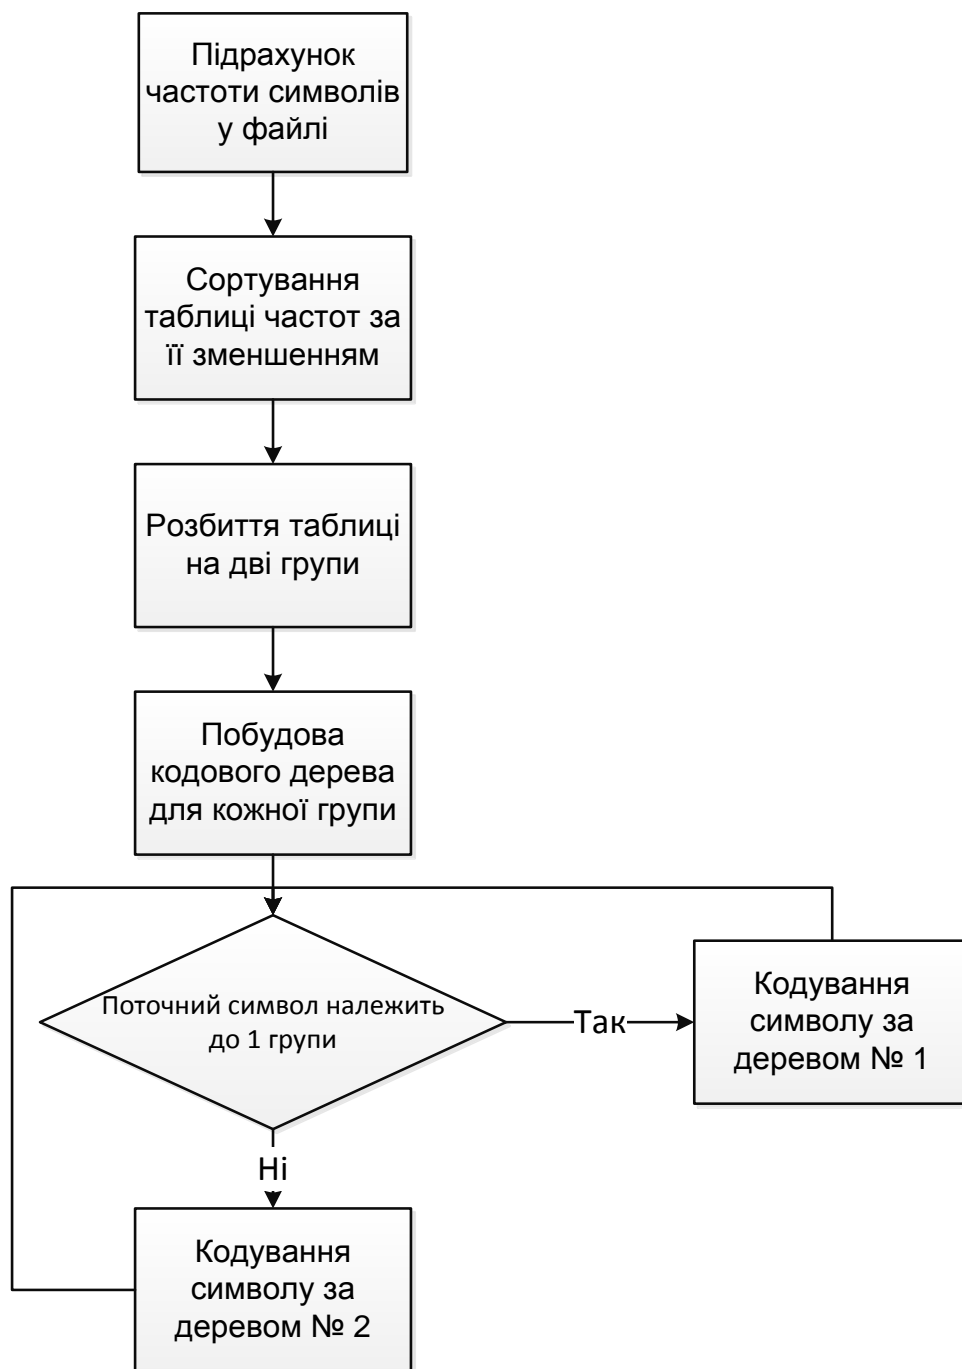 Підрахунок
частоти символів
у файлі
Сортування
таблиці частот за
її зменшенням
Розбиття таблиці
на дві групи
Побудова
кодового дерева
для кожної групи
Поточний символ належить
до 1 групи
Так
Кодування
символу за
деревом № 1
Ні
Кодування
символу за
деревом № 2